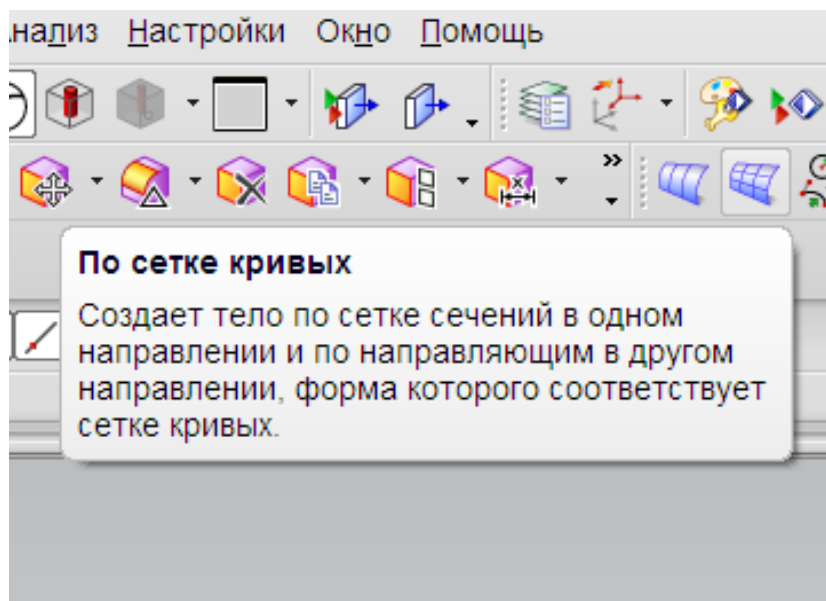 Настройки Окно Помощь
По сетке кривых
Создает тело по сетке сечений в одном
направлении и по направляющим в другом
направлении, форма которого соответствует
сетке кривых.